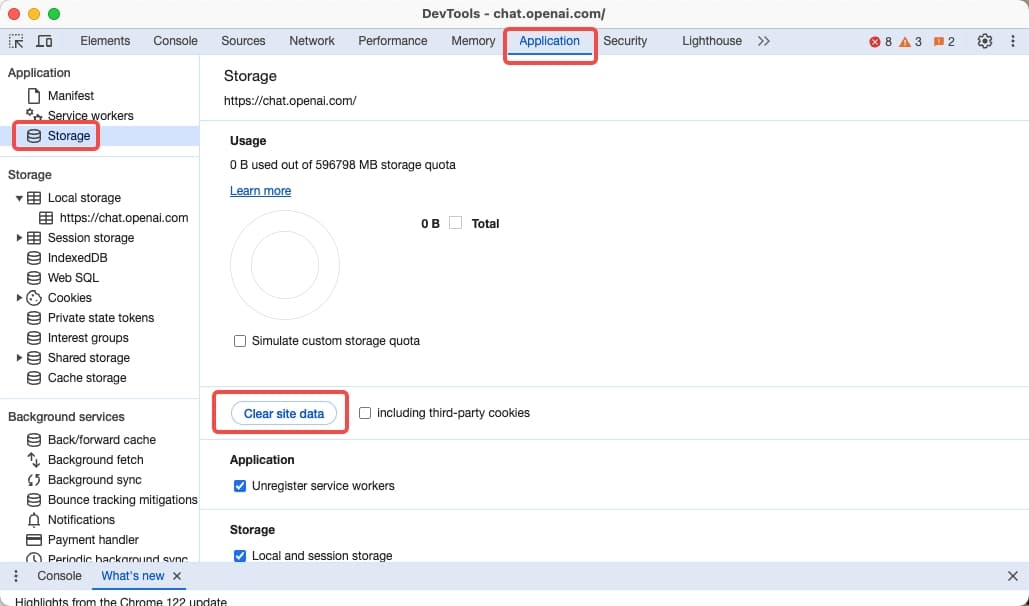 DevTools - chat.openai.com/
Elements Console Sources Network Performance Memory Application Security Lighthouse 8 3 2
Application
Manifest
Service workers
Storage
Storage
Local storage
https://chat.openai.com
Session storage
IndexedDB
Web SQL
Cookies
Private state tokens
Interest groups
Shared storage
Cache storage
Background services
Back/forward cache
Background fetch
Background sync
Bounce tracking mitigations
Notifications
Payment handler
Periodic background sync
Storage
https://chat.openai.com/
Usage
0 B used out of 596798 MB storage quota
Learn more
0 B Total
Simulate custom storage quota
Clear site data including third-party cookies
Application
Unregister service workers
Storage
Local and session storage
Console What's new
Highlights from the Chrome 122 update